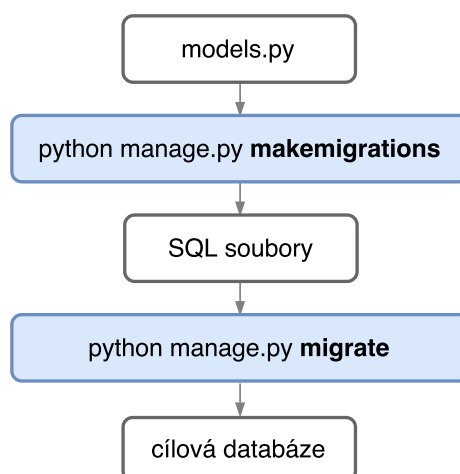 models.py
python manage.py makemigrations
SQL soubory
python manage.py migrate
cílová databáze